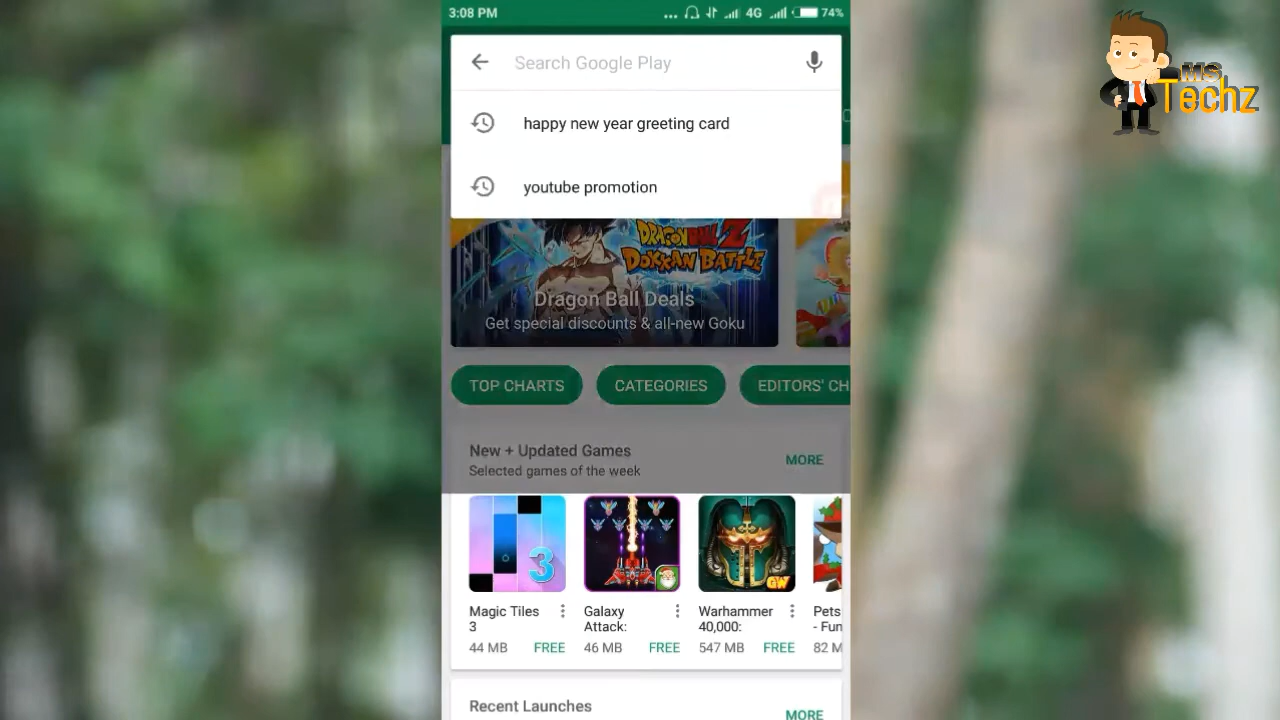 3:08 PM
... 4G 74%
MS
Techz
Search Google Play
happy new year greeting card
youtube promotion
DRAGONBALL Z
DOKKAN BATTLE
Dragon Ball Deals
Get special discounts & all-new Goku
TOP CHARTS CATEGORIES EDITORS' CH
New + Updated Games
MORE
Selected games of the week
3
GW
Magic Tiles
3
44 MB FREE
Galaxy
Attack:
46 MB FREE
Warhammer
40,000:
547 MB FREE
Pets
- Fun
82 M
Recent Launches
MORE